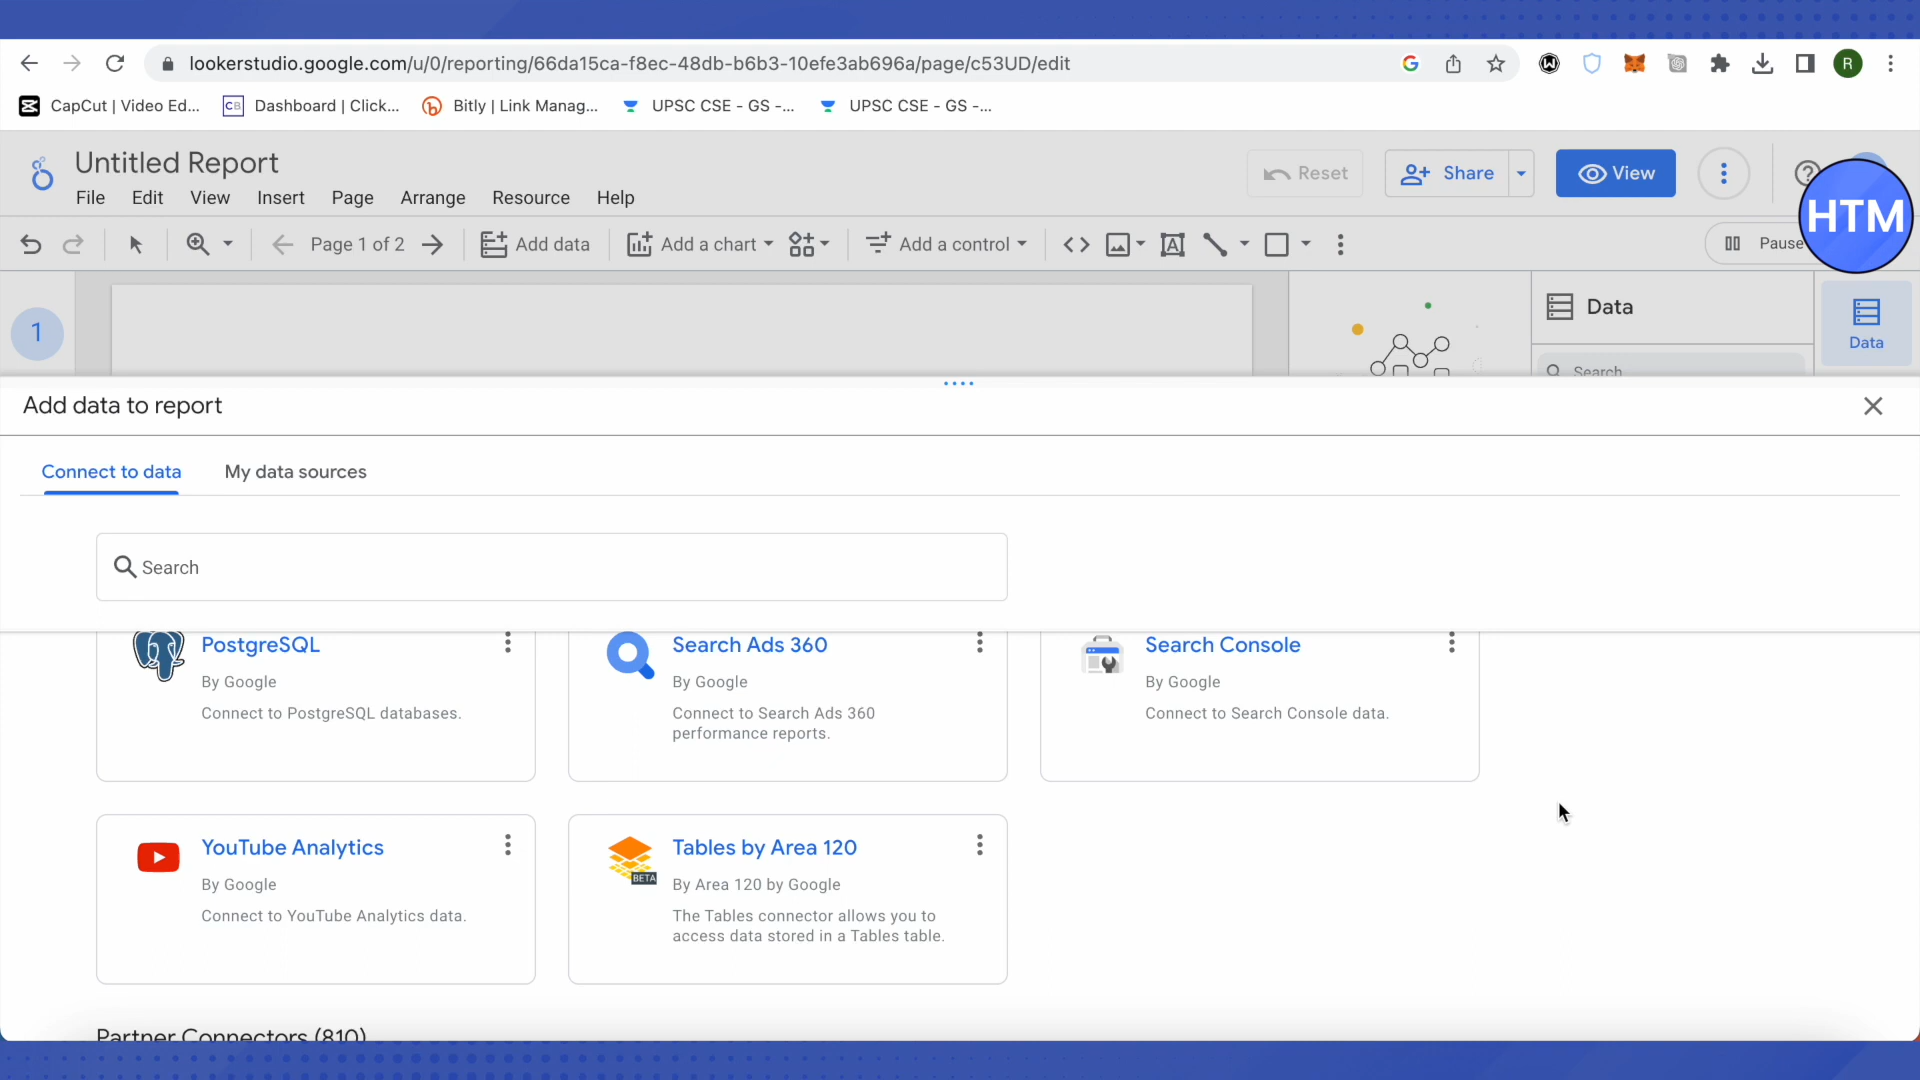 lookerstudio.google.com/u/0/reporting/66da15ca-f8ec-48db-b6b3-10efe3ab696a/page/c53UD/edit
R
CapCut | Video Ed...
CB
Dashboard | Click...
Bitly | Link Manag...
UPSC CSE - GS -...
UPSC CSE - GS -...
Untitled Report
File Edit View Insert Page Arrange Resource Help
Reset
Share
View
HTM
Page 1 of 2
Add data
Add a chart
Add a control
Pause
1
Data
Data
Search
Add data to report
Connect to data
My data sources
Search
PostgreSQL
By Google
Connect to PostgreSQL databases.
Search Ads 360
By Google
Connect to Search Ads 360
performance reports.
Search Console
By Google
Connect to Search Console data.
YouTube Analytics
By Google
Connect to YouTube Analytics data.
BETA
Tables by Area 120
By Area 120 by Google
The Tables connector allows you to
access data stored in a Tables table.
Partner Connectors (810)